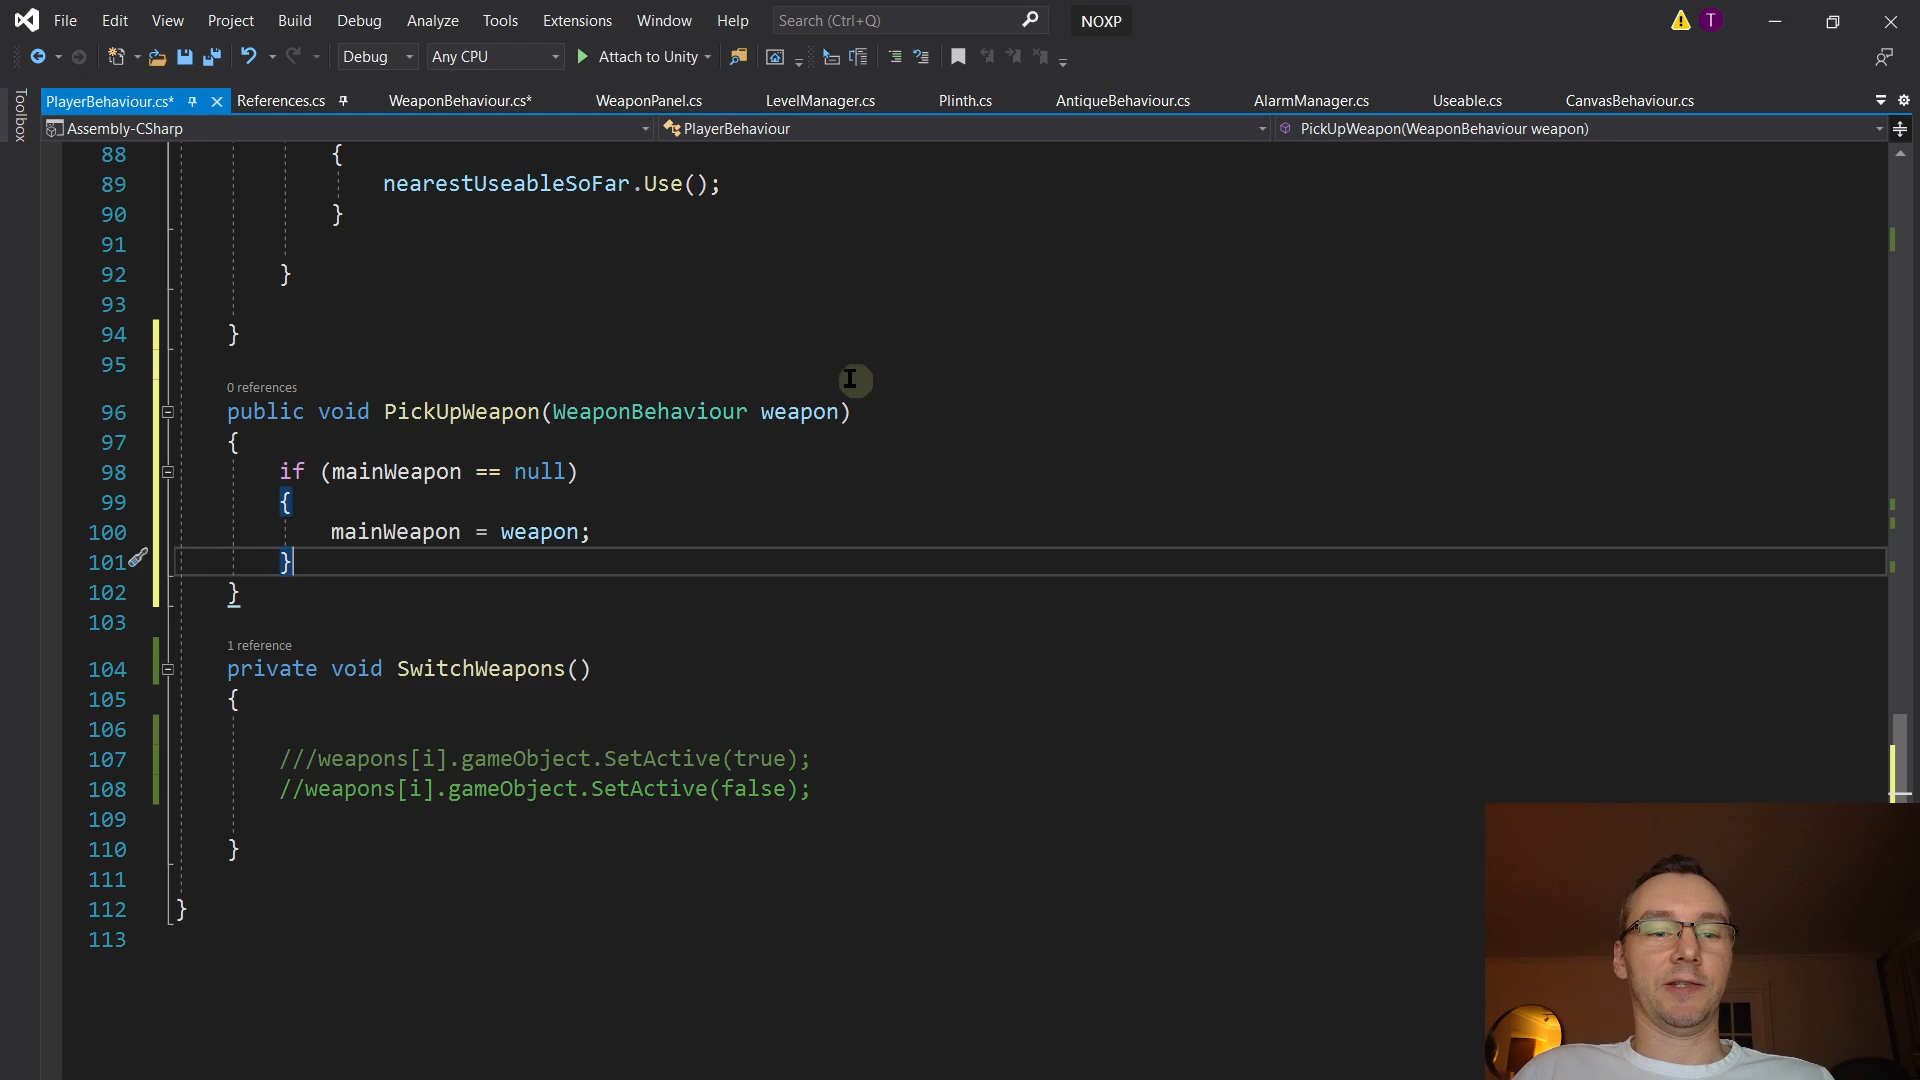 File Edit View Project Build Debug Test Analyze Tools Extensions Window Help Search (Ctrl+Q) NOXP T
Debug Any CPU Attach to Unity
Toolbox
PlayerBehaviour.cs* References.cs WeaponBehaviour.cs* WeaponPanel.cs LevelManager.cs Plinth.cs AntiqueBehaviour.cs AlarmManager.cs Useable.cs CanvasBehaviour.cs
Assembly-CSharp PlayerBehaviour PickUpWeapon(WeaponBehaviour weapon)
88 {
89 nearestUseableSoFar.Use();
90 }
91
92 }
93
94 }
95
0 references
96 public void PickUpWeapon(WeaponBehaviour weapon)
97 {
98 if (mainWeapon == null)
99 {
100 mainWeapon = weapon;
101 }
102 }
103
1 reference
104 private void SwitchWeapons()
105 {
106
107 ///weapons[i].gameObject.SetActive(true);
108 //weapons[i].gameObject.SetActive(false);
109
110 }
111
112 }
113